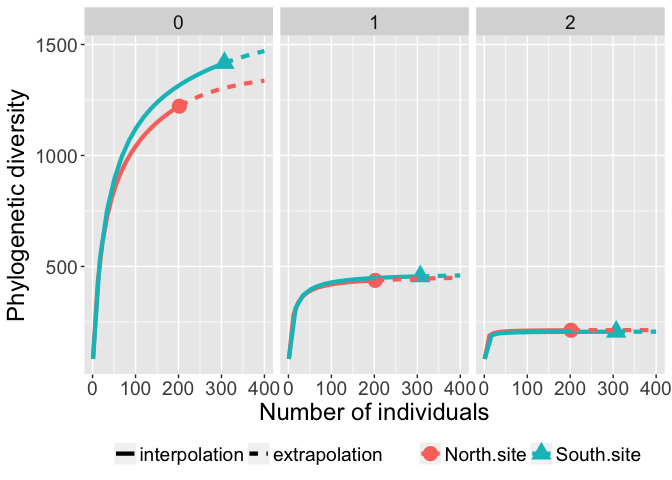 0 1 2
1500
1000
500
Phylogenetic diversity
0 100 200 300 400 0 100 200 300 400 0 100 200 300 400
Number of individuals
interpolation extrapolation North.site South.site